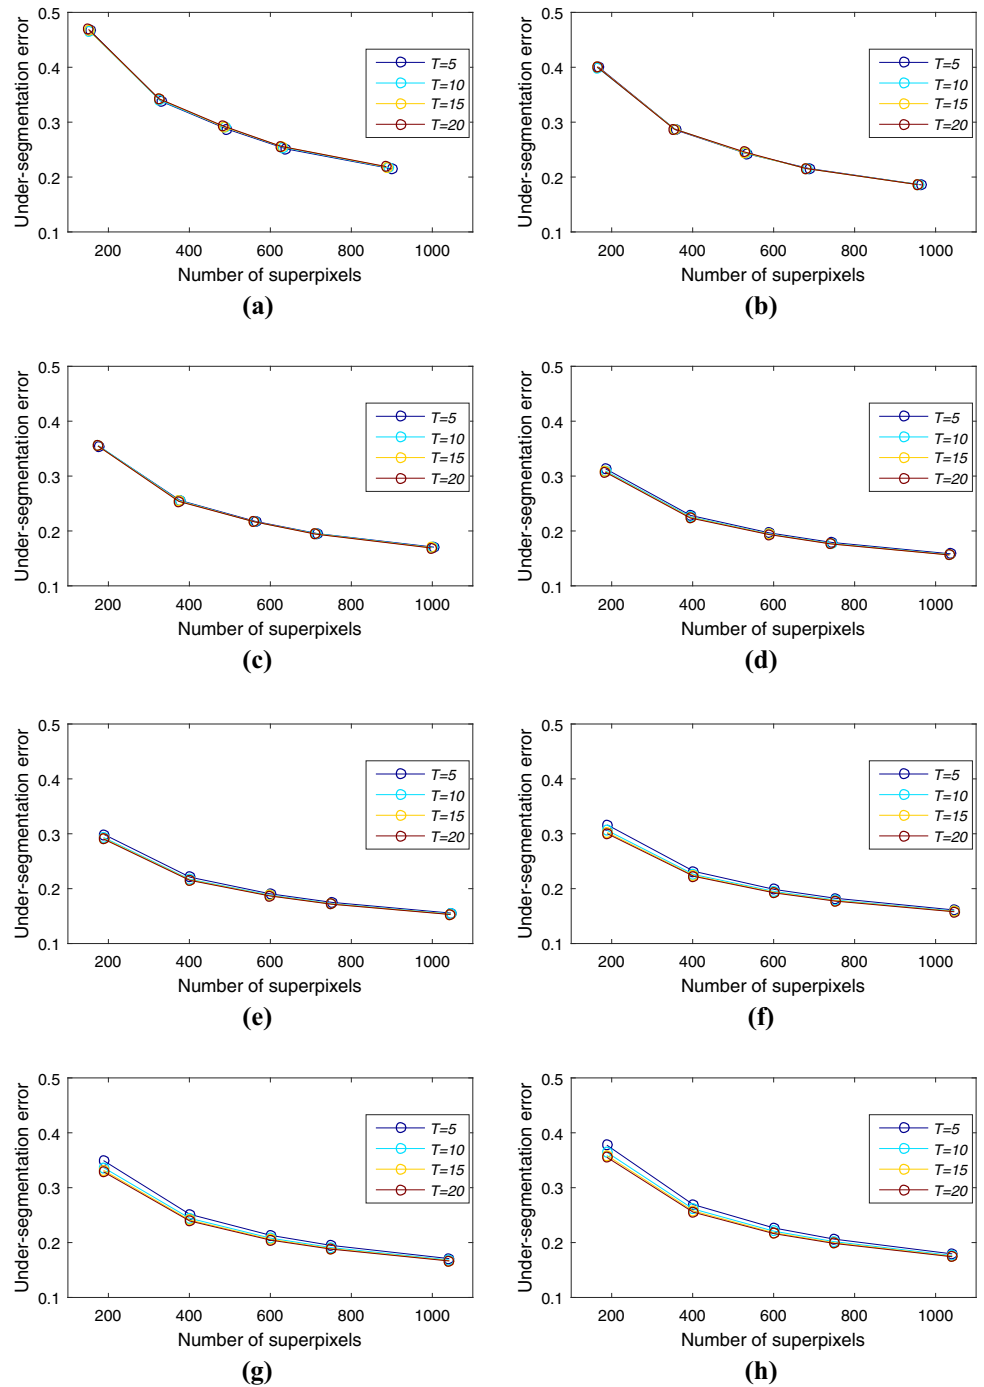 Under-segmentation error
0.5
0.4
0.3
0.2
0.1
200 400 600 800 1000
Number of superpixels
T=5
T=10
T=15
T=20
(a)
Under-segmentation error
0.5
0.4
0.3
0.2
0.1
200 400 600 800 1000
Number of superpixels
T=5
T=10
T=15
T=20
(b)
Under-segmentation error
0.5
0.4
0.3
0.2
0.1
200 400 600 800 1000
Number of superpixels
T=5
T=10
T=15
T=20
(c)
Under-segmentation error
0.5
0.4
0.3
0.2
0.1
200 400 600 800 1000
Number of superpixels
T=5
T=10
T=15
T=20
(d)
Under-segmentation error
0.5
0.4
0.3
0.2
0.1
200 400 600 800 1000
Number of superpixels
T=5
T=10
T=15
T=20
(e)
Under-segmentation error
0.5
0.4
0.3
0.2
0.1
200 400 600 800 1000
Number of superpixels
T=5
T=10
T=15
T=20
(f)
Under-segmentation error
0.5
0.4
0.3
0.2
0.1
200 400 600 800 1000
Number of superpixels
T=5
T=10
T=15
T=20
(g)
Under-segmentation error
0.5
0.4
0.3
0.2
0.1
200 400 600 800 1000
Number of superpixels
T=5
T=10
T=15
T=20
(h)